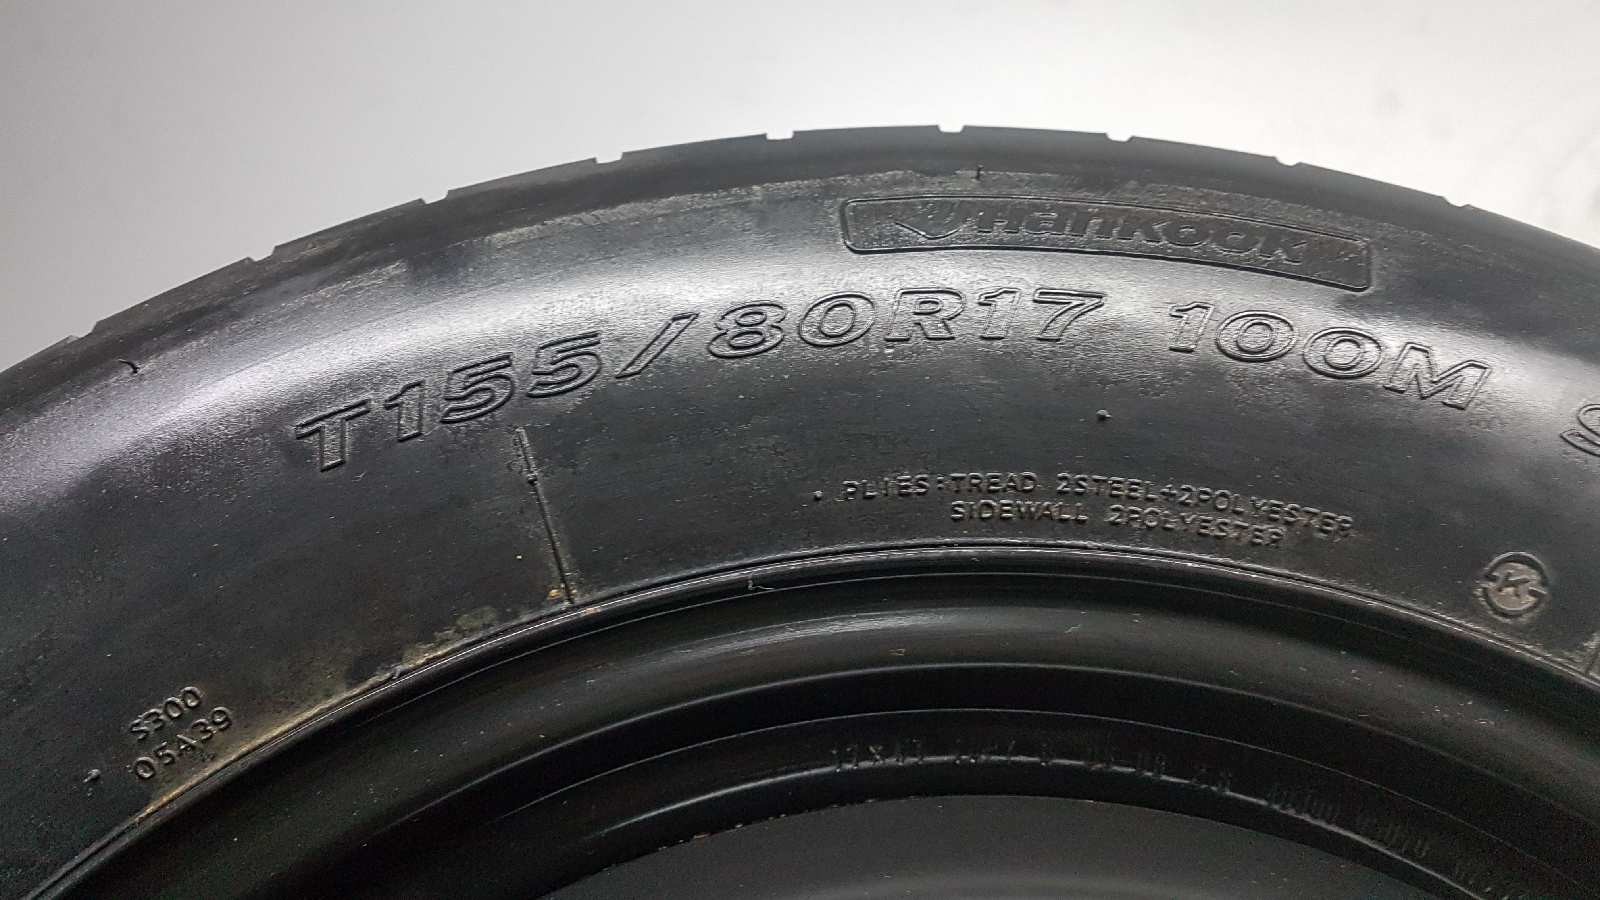 Hankook
T155/80R17 100M
PLIES:TREAD 2STEEL+2POLYESTER
SIDEWALL 2POLYESTER
K
S300
05A39